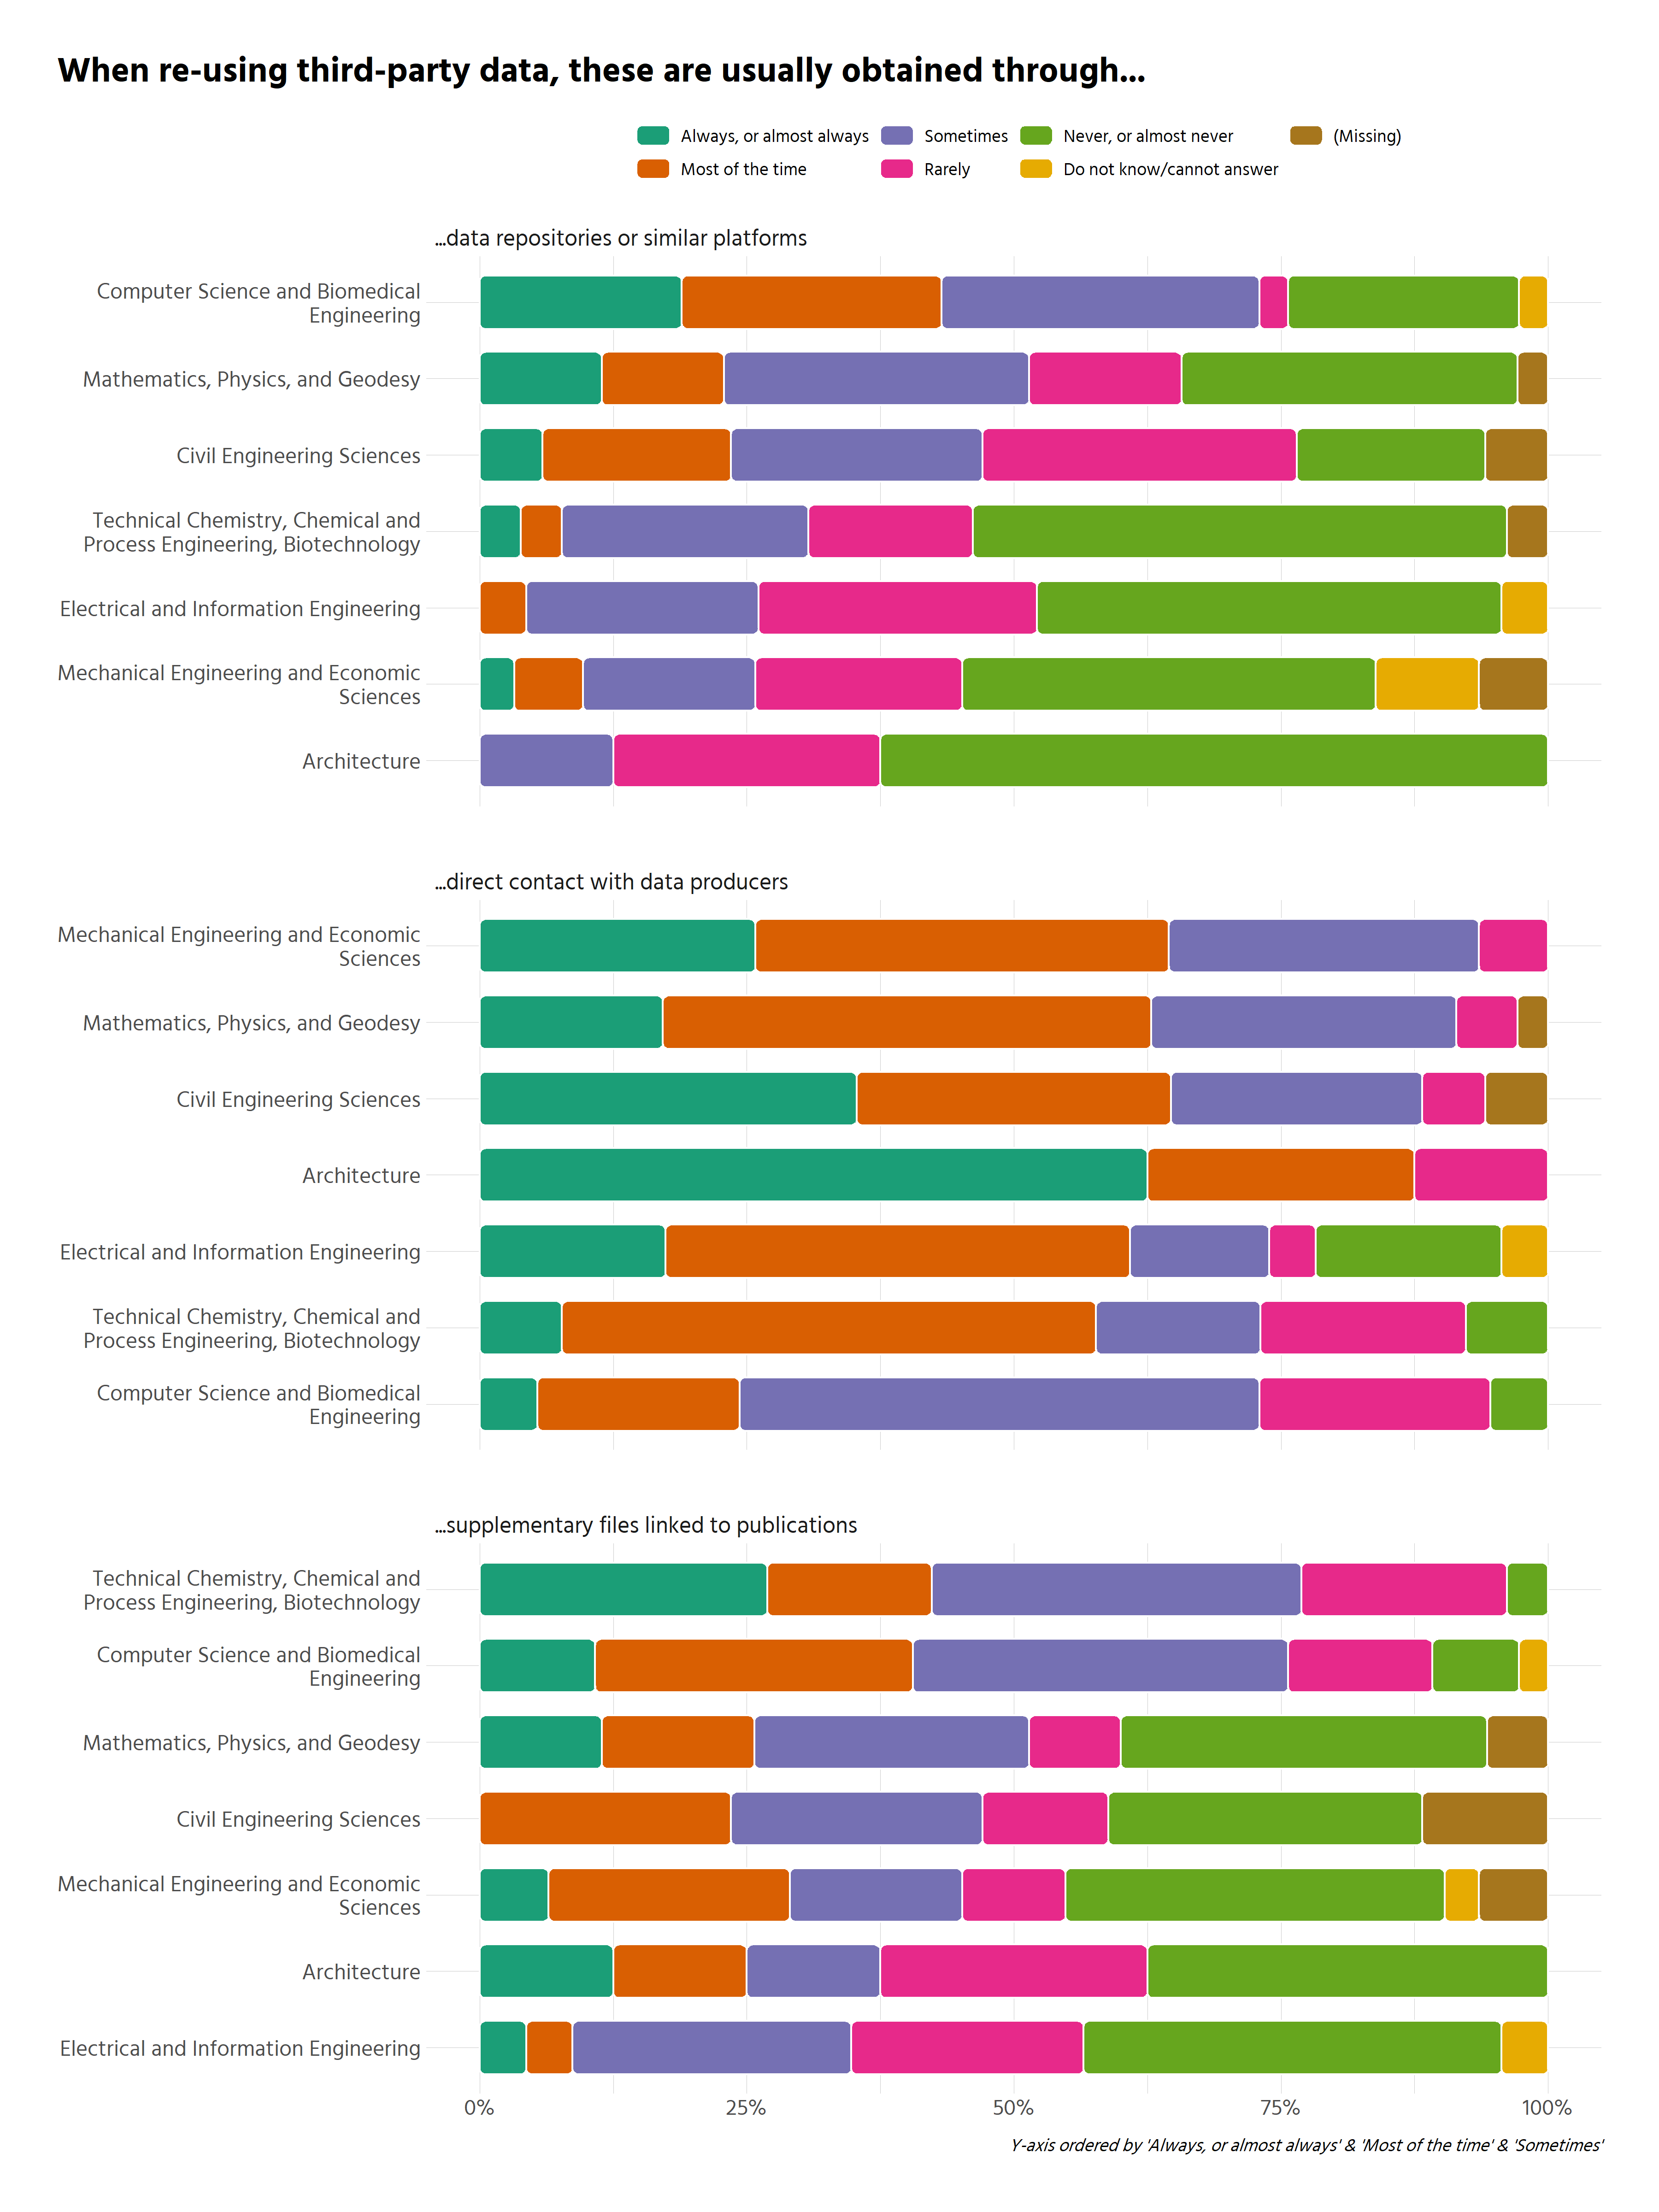 When re-using third-party data, these are usually obtained through...
Always, or almost always
Sometimes
Never, or almost never
(Missing)
Most of the time
Rarely
Do not know/cannot answer
...data repositories or similar platforms
Computer Science and Biomedical
Engineering
Mathematics, Physics, and Geodesy
Civil Engineering Sciences
Technical Chemistry, Chemical and
Process Engineering, Biotechnology
Electrical and Information Engineering
Mechanical Engineering and Economic
Sciences
Architecture
...direct contact with data producers
Mechanical Engineering and Economic
Sciences
Mathematics, Physics, and Geodesy
Civil Engineering Sciences
Architecture
Electrical and Information Engineering
Technical Chemistry, Chemical and
Process Engineering, Biotechnology
Computer Science and Biomedical
Engineering
...supplementary files linked to publications
Technical Chemistry, Chemical and
Process Engineering, Biotechnology
Computer Science and Biomedical
Engineering
Mathematics, Physics, and Geodesy
Civil Engineering Sciences
Mechanical Engineering and Economic
Sciences
Architecture
Electrical and Information Engineering
0% 25% 50% 75% 100%
Y-axis ordered by 'Always, or almost always' & 'Most of the time' & 'Sometimes'